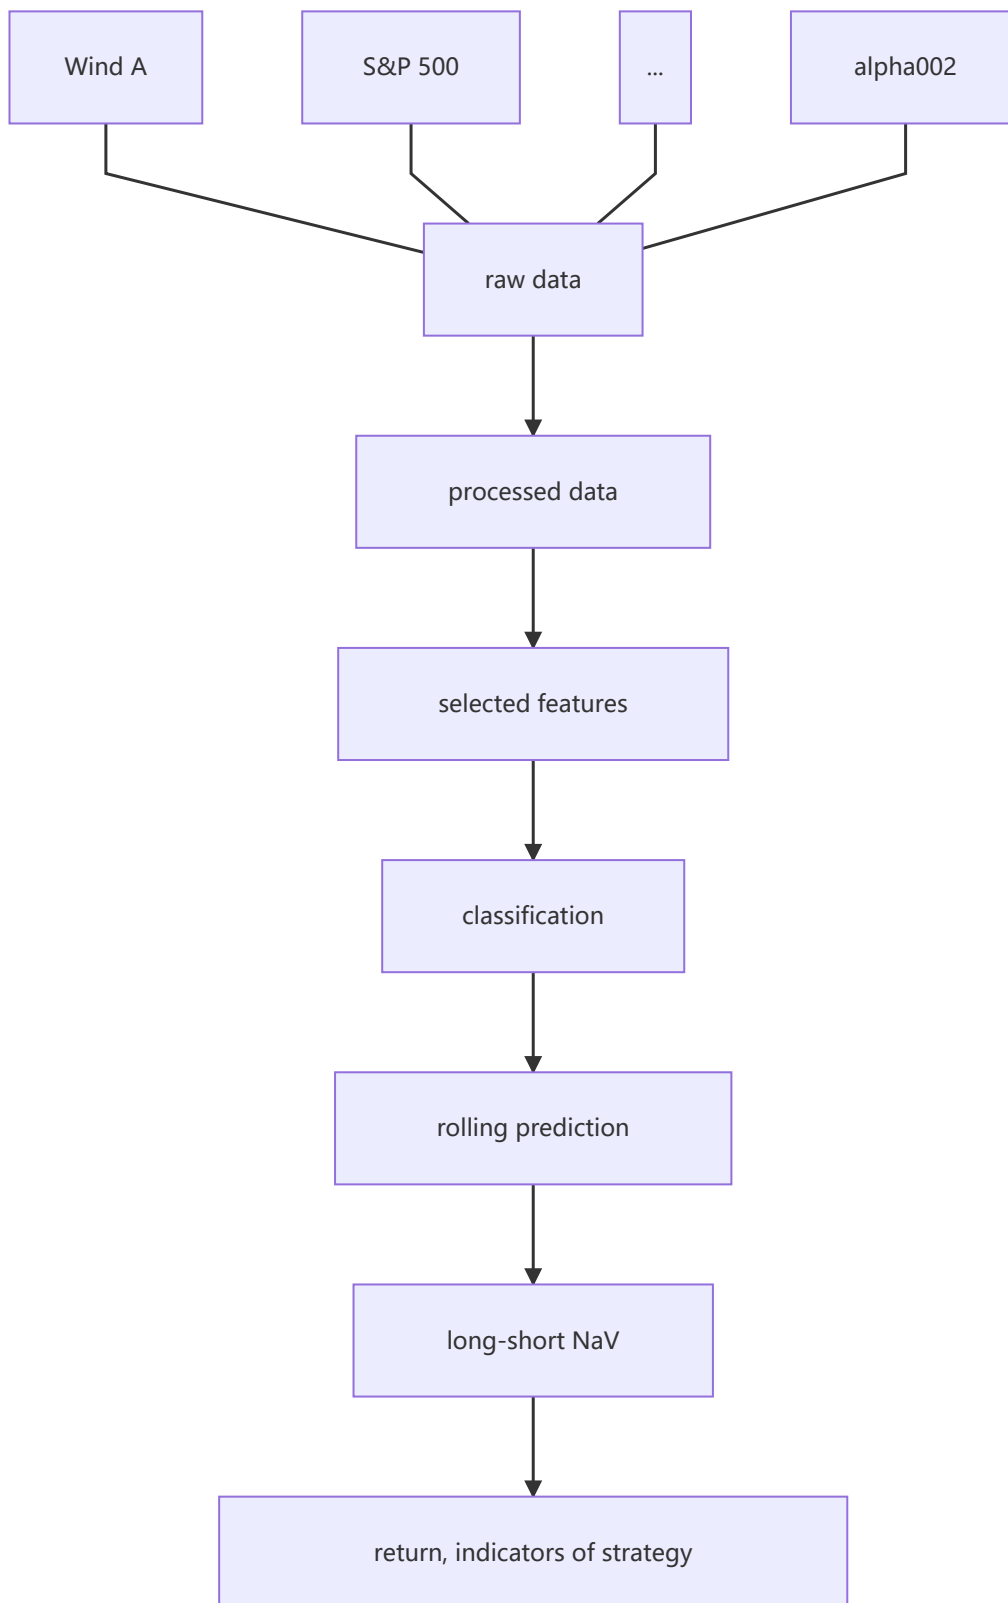 Wind A
S&P 500
...
alpha002
raw data
processed data
selected features
classification
rolling prediction
long-short NaV
return, indicators of strategy